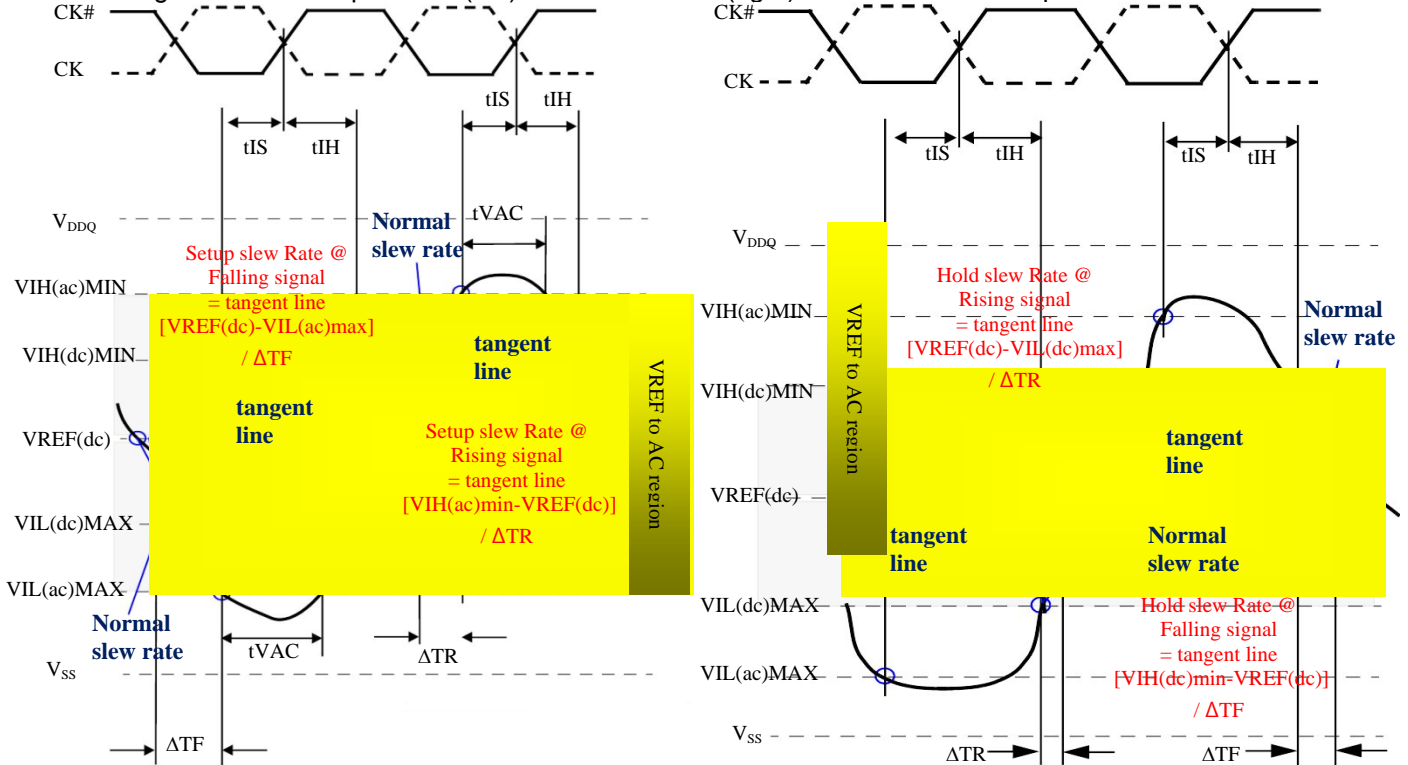 CK#
CK
tIS
tIH
tIS
tIH
VDDQ
Normal
slew rate
tVAC
Setup slew Rate @
Falling signal
= tangent line
[VREF(dc)-VIL(ac)max]
/ ΔTF
VIH(ac)MIN
VIH(dc)MIN
VREF(dc)
VIL(dc)MAX
VIL(ac)MAX
VSS
tangent
line
tangent
line
Setup slew Rate @
Rising signal
= tangent line
[VIH(ac)min-VREF(dc)]
/ ΔTR
VREF to AC region
Normal
slew rate
tVAC
ΔTR
ΔTF
CK#
CK
tIS
tIH
tIS
tIH
VDDQ
VIH(ac)MIN
VIH(dc)MIN
VREF(dc)
VIL(dc)MAX
VIL(ac)MAX
VSS
VREF to AC region
Hold slew Rate @
Rising signal
= tangent line
[VREF(dc)-VIL(dc)max]
/ ΔTR
Normal
slew rate
tangent
line
tangent
line
Normal
slew rate
Hold slew Rate @
Falling signal
= tangent line
[VIH(dc)min-VREF(dc)]
/ ΔTF
ΔTR
ΔTF